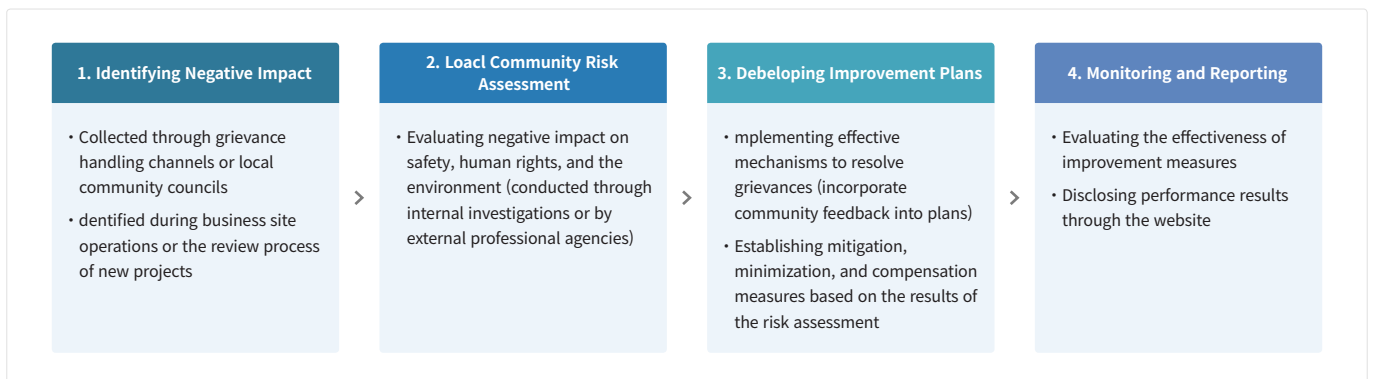 1. Identifying Negative Impact
・Collected through grievance
handling channels or local
community councils
・dentified during business site
operations or the review process
of new projects
2. Loacl Community Risk
Assessment
・Evaluating negative impact on
safety, human rights, and the
environment (conducted through
internal investigations or by
external professional agencies)
3. Debeloping Improvement Plans
・mplementing effective
mechanisms to resolve
grievances (incorporate
community feedback into plans)
・Establishing mitigation,
minimization, and compensation
measures based on the results of
the risk assessment
4. Monitoring and Reporting
・Evaluating the effectiveness of
improvement measures
・Disclosing performance results
through the website